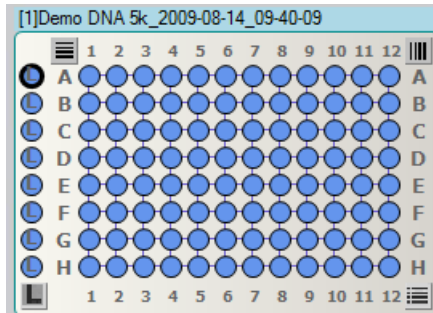 [1]Demo DNA 5k_2009-08-14_09-40-09
1 2 3 4 5 6 7 8 9 10 11 12
L A A
L B B
L C C
L D D
L E E
L F F
L G G
L H H
L 1 2 3 4 5 6 7 8 9 10 11 12